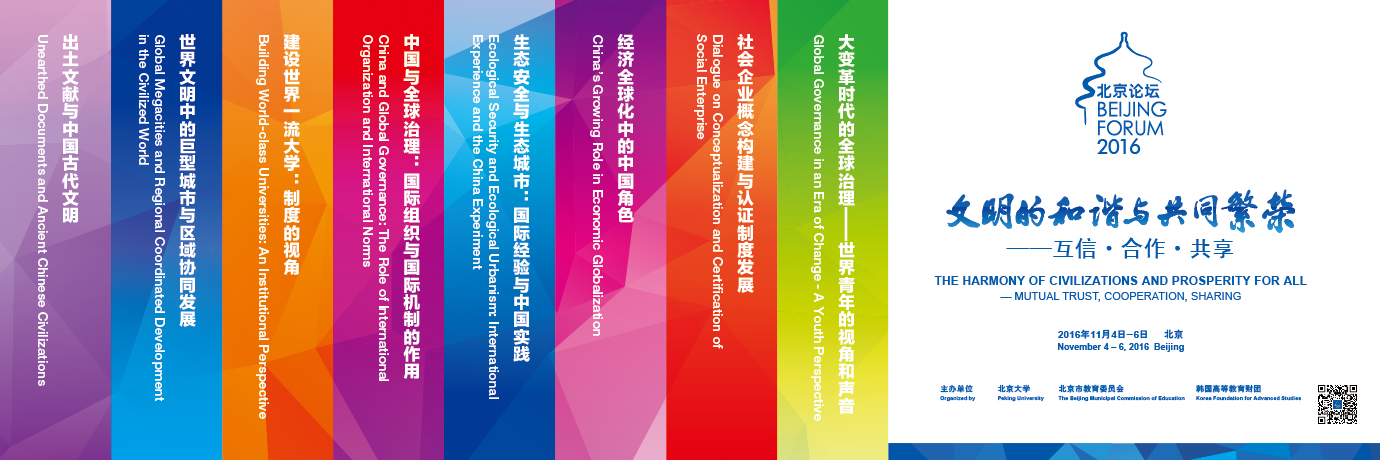 出土文献与中国古代文明
Unearthed Documents and Ancient Chinese Civilizations
世界文明中的巨型城市与区域协同发展
Global Megacities and Regional Coordinated Development
in the Civilized World
建设世界一流大学：制度的视角
Building World-class Universities: An Institutional Perspective
中国与全球治理：国际组织与国际机制的作用
China and Global Governance-The Role of International
Organization and International Norms
生态安全与生态城市：国际经验与中国实践
Ecological Security and Ecological Urbanism: International
Experience and the China Experiment
经济全球化中的中国角色
China's Growing Role in Economic Globalization
社会企业概念构建与认证制度发展
Dialogue on Conceptualization and Certification of
Social Enterprise
大变革时代的全球治理——世界青年的视角和声音
Global Governance in an Era of Change - A Youth Perspective
北京论坛
BEIJING
FORUM
2016
文明的和谐与共同繁荣
——互信·合作·共享
THE HARMONY OF CIVILIZATIONS AND PROSPERITY FOR ALL
— MUTUAL TRUST, COOPERATION, SHARING
2016年11月4日–6日 北京
November 4 – 6, 2016 Beijing
主办单位 北京大学 北京市教育委员会 韩国高等教育财团
Organized by Peking University The Beijing Municipal Commission of Education Korea Foundation for Advanced Studies